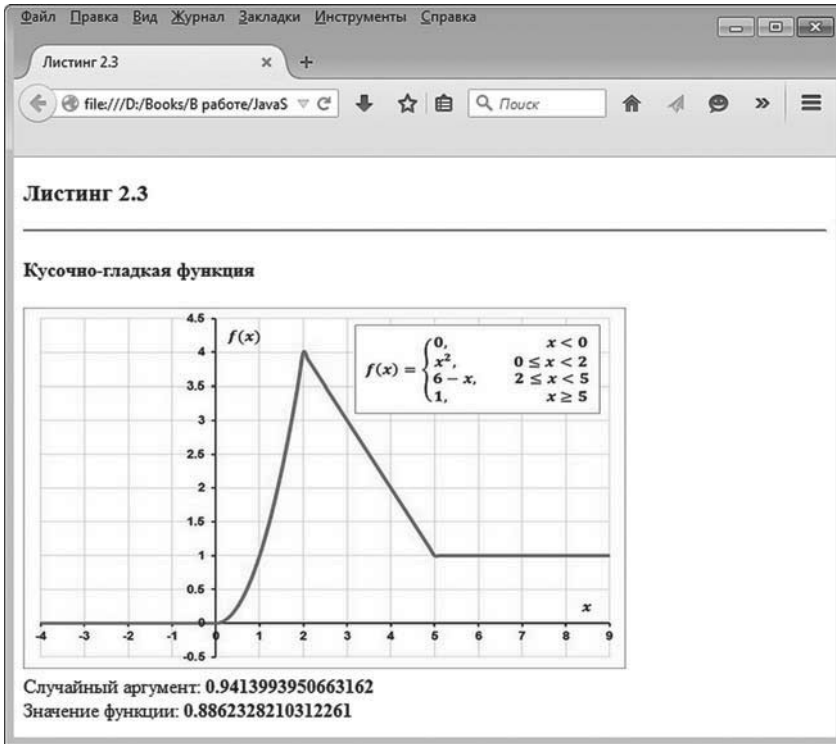 Файл Правка Вид Журнал Закладки Инструменты Справка
Листинг 2.3
file:///D:/Books/В работе/JavaS
Поиск
Листинг 2.3
Кусочно-гладкая функция
4.5
f(x)
4
3.5
3
2.5
2
1.5
1
0.5
0
-0.5
f(x) = {
0, x < 0
x², 0 ≤ x < 2
6 − x, 2 ≤ x < 5
1, x ≥ 5
x
-4 -3 -2 -1 0 1 2 3 4 5 6 7 8 9
Случайный аргумент: 0.9413993950663162
Значение функции: 0.8862328210312261